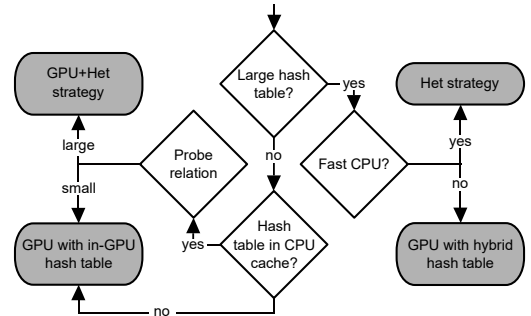 GPU+Het
strategy
Large hash
table?
yes
Het strategy
large
Probe
relation
no
Fast CPU?
yes
small
no
GPU with in-GPU
hash table
yes
Hash
table in CPU
cache?
GPU with hybrid
hash table
no